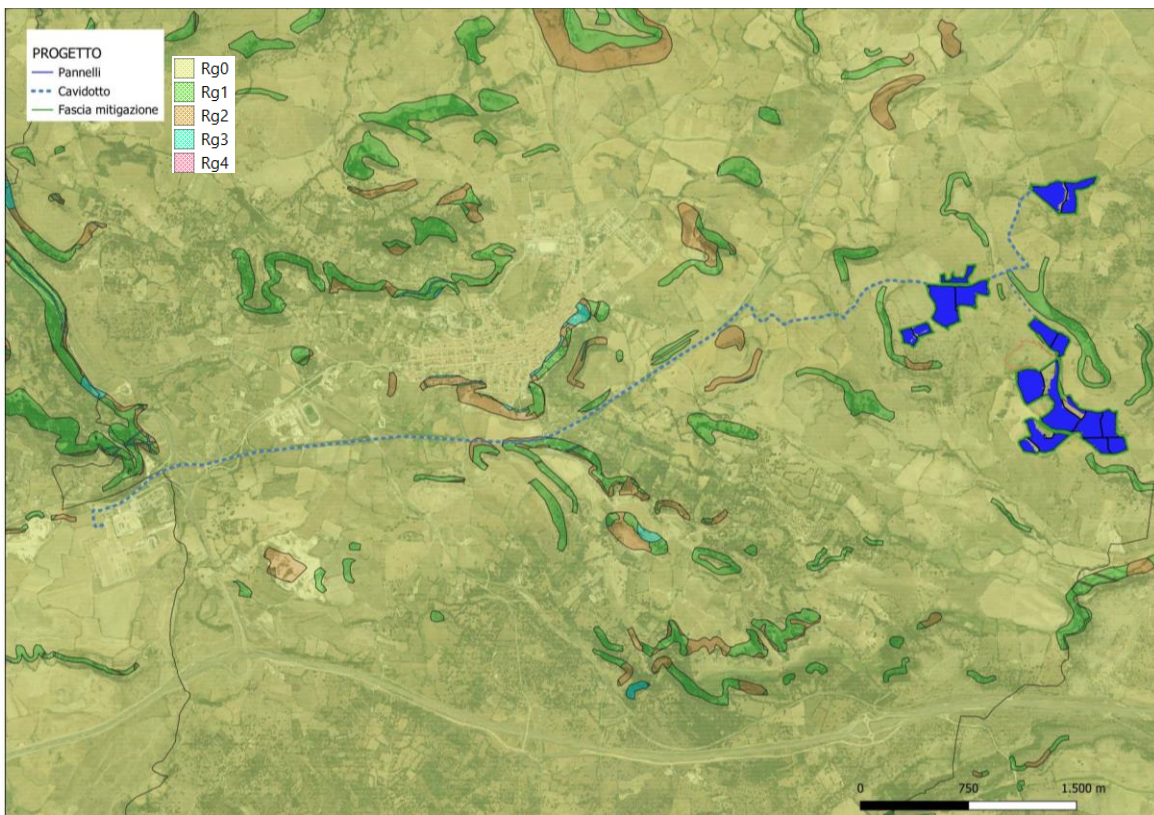 PROGETTO
Pannelli
Cavidotto
Fascia mitigazione
Rg0
Rg1
Rg2
Rg3
Rg4
0 750 1.500 m